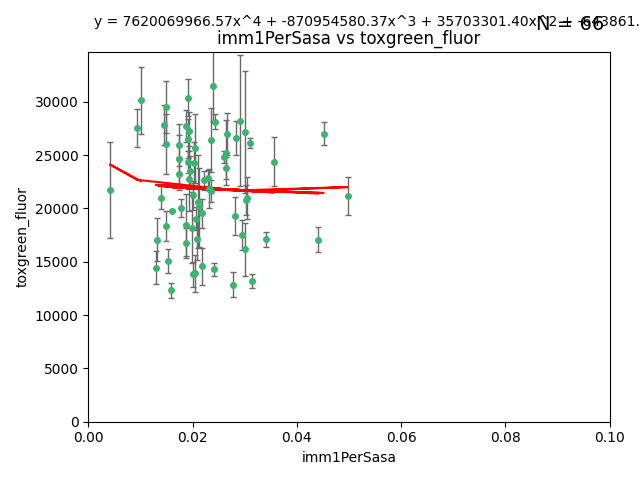 y = 7620069966.57x^4 + -870954580.37x^3 + 35703301.40x^2 +
N = 66
imm1PerSasa vs toxgreen_fluor
30000
25000
20000
15000
10000
5000
0
toxgreen_fluor
0.00 0.02 0.04 0.06 0.08 0.10
imm1PerSasa